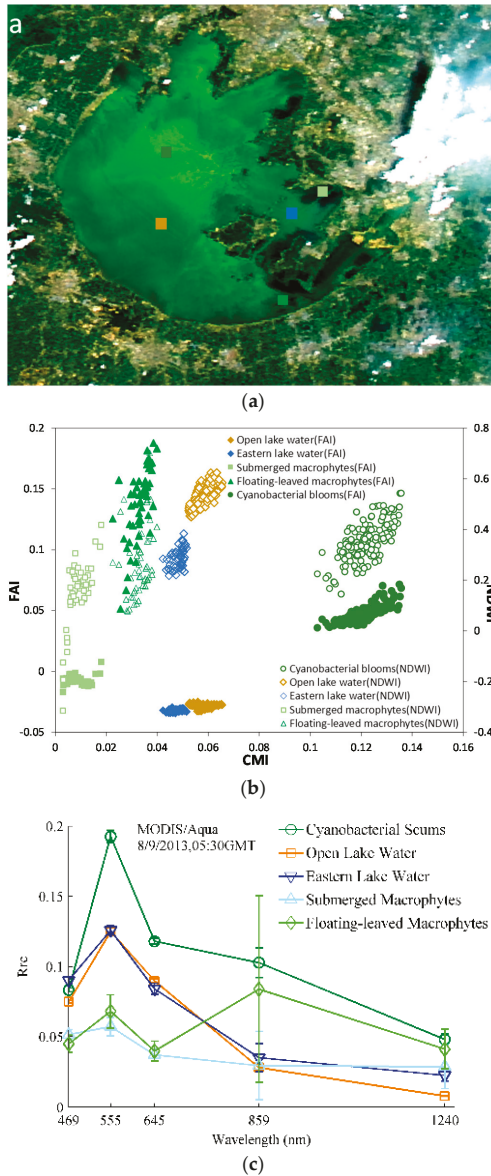 a
(a)
0.2
0.15
0.1
0.05
0
-0.05
FAI
0.8
0.6
0.4
0.2
0
-0.2
-0.4
NDWI
Open lake water(FAI)
Eastern lake water(FAI)
Submerged macrophytes(FAI)
Floating-leaved macrophytes(FAI)
Cyanobacterial blooms(FAI)
Cyanobacterial blooms(NDWI)
Open lake water(NDWI)
Eastern lake water(NDWI)
Submerged macrophytes(NDWI)
Floating-leaved macrophytes(NDWI)
0 0.02 0.04 0.06 0.08 0.1 0.12 0.14 0.16
CMI
(b)
MODIS/Aqua
8/9/2013,05:30GMT
Cyanobacterial Scums
Open Lake Water
Eastern Lake Water
Submerged Macrophytes
Floating-leaved Macrophytes
0.2
0.15
0.1
0.05
0
Rrc
469 555 645 859 1240
Wavelength (nm)
(c)